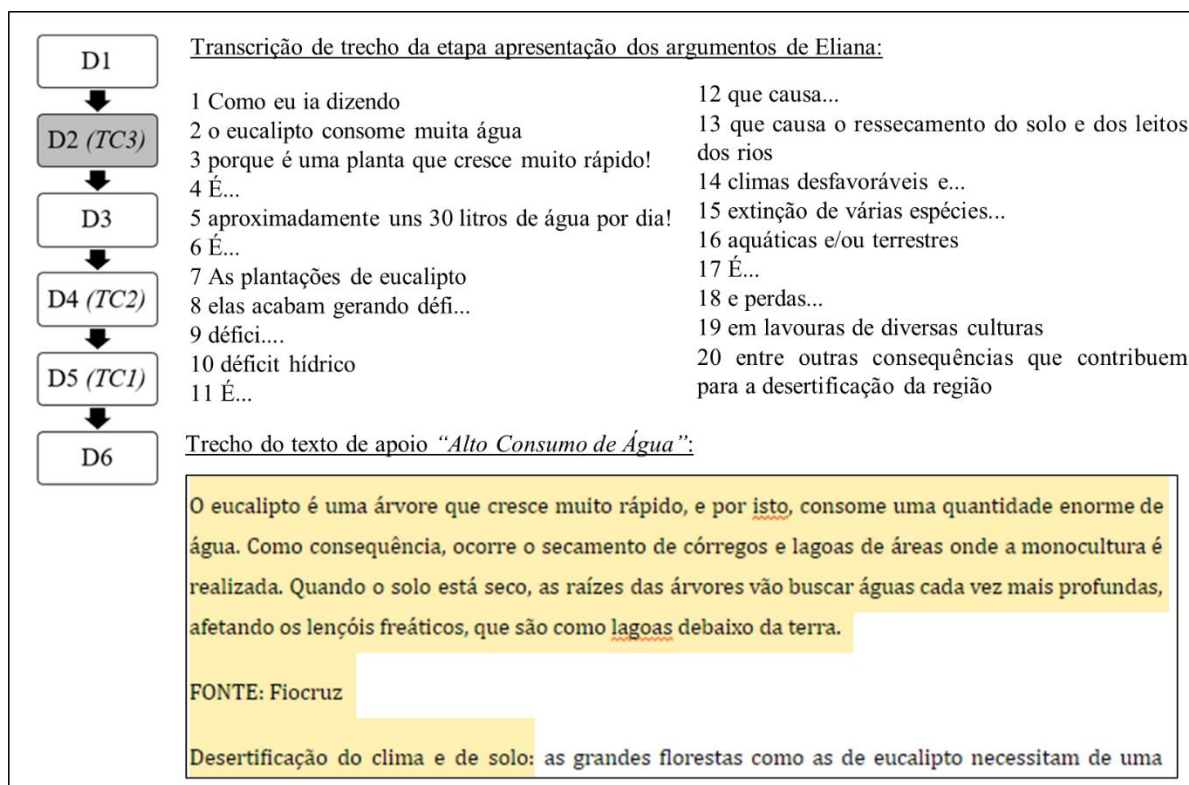 D1
D2 (TC3)
D3
D4 (TC2)
D5 (TC1)
D6
Transcrição de trecho da etapa apresentação dos argumentos de Eliana:
1 Como eu ia dizendo
2 o eucalipto consome muita água
3 porque é uma planta que cresce muito rápido!
4 É...
5 aproximadamente uns 30 litros de água por dia!
6 É...
7 As plantações de eucalipto
8 elas acabam gerando défi...
9 défici....
10 déficit hídrico
11 É...
12 que causa...
13 que causa o ressecamento do solo e dos leitos
dos rios
14 climas desfavoráveis e...
15 extinção de várias espécies...
16 aquáticas e/ou terrestres
17 É...
18 e perdas...
19 em lavouras de diversas culturas
20 entre outras consequências que contribuem
para a desertificação da região
Trecho do texto de apoio “Alto Consumo de Água”:
O eucalipto é uma árvore que cresce muito rápido, e por isto, consome uma quantidade enorme de
água. Como consequência, ocorre o secamento de córregos e lagoas de áreas onde a monocultura é
realizada. Quando o solo está seco, as raízes das árvores vão buscar águas cada vez mais profundas,
afetando os lençóis freáticos, que são como lagoas debaixo da terra.
FONTE: Fiocruz
Desertificação do clima e de solo: as grandes florestas como as de eucalipto necessitam de uma